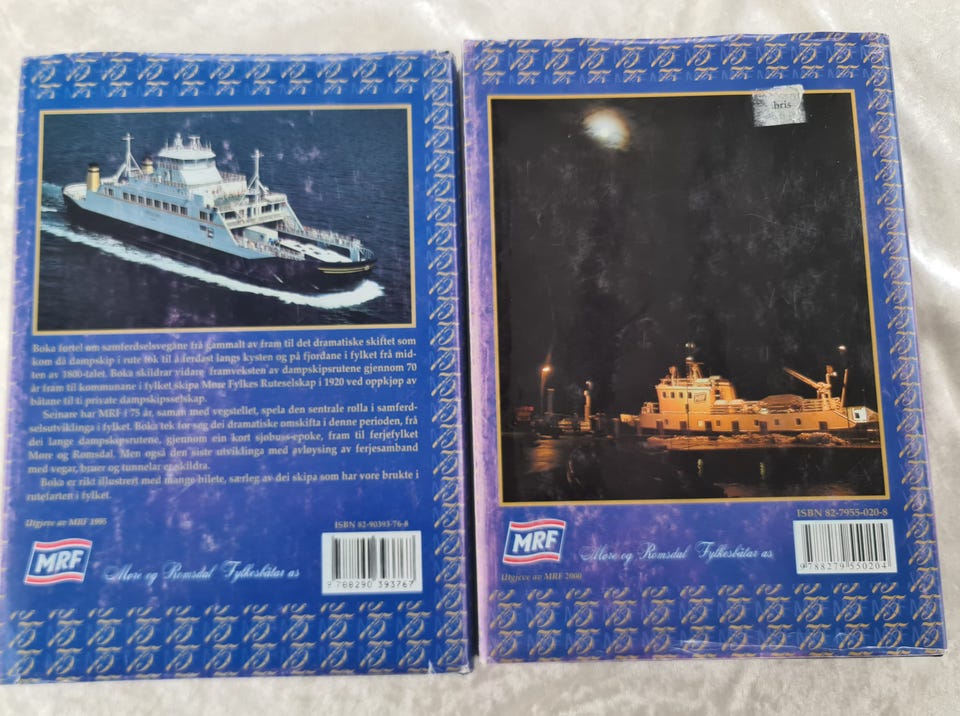 Boka fortel om samferdselsvegane frå gammalt av fram til det dramatiske skiftet som
kom då dampskip i rute tok til å ferdast langs kysten og på fjordane i fylket frå mid-
ten av 1800-talet. Boka skildrar vidare framveksten av dampskipsrutene gjennom 70
år fram til kommunane i fylket skipa Møre Fylkes Ruteselskap i 1920 ved oppkjøp av
båtane til ti private dampskipsselskap.
Seinare har MRF i 75 år, saman med vegstellet, spela den sentrale rolla i samferd-
selsutviklinga i fylket. Boka tek for seg dei dramatiske omskifta i denne perioden, frå
dei lange dampskipsrutene, gjennom ein kort sjøbuss-epoke, fram til ferjefylket
Møre og Romsdal. Men også den siste utviklinga med avløysing av ferjesamband
med vegar, bruer og tunnelar er skildra.
Boka er rikt illustrert med mange bilete, særleg av dei skipa som har vore brukte i
rutefarten i fylket.
Utgjeve av MRF 1995
ISBN 82-90393-76-8
MRF
Møre og Romsdal Fylkesbåtar as
9 788290 393767
bris
ISBN 82-7955-020-8
MRF
Møre og Romsdal Fylkesbåtar as
Utgjeve av MRF 2000
9 788279 550204